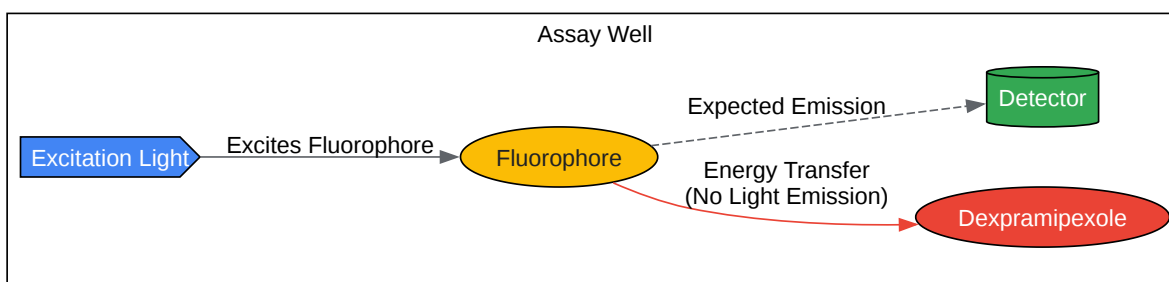 Assay Well
Excitation Light
Excites Fluorophore
Fluorophore
Expected Emission
Detector
Energy Transfer
(No Light Emission)
Dexpramipexole